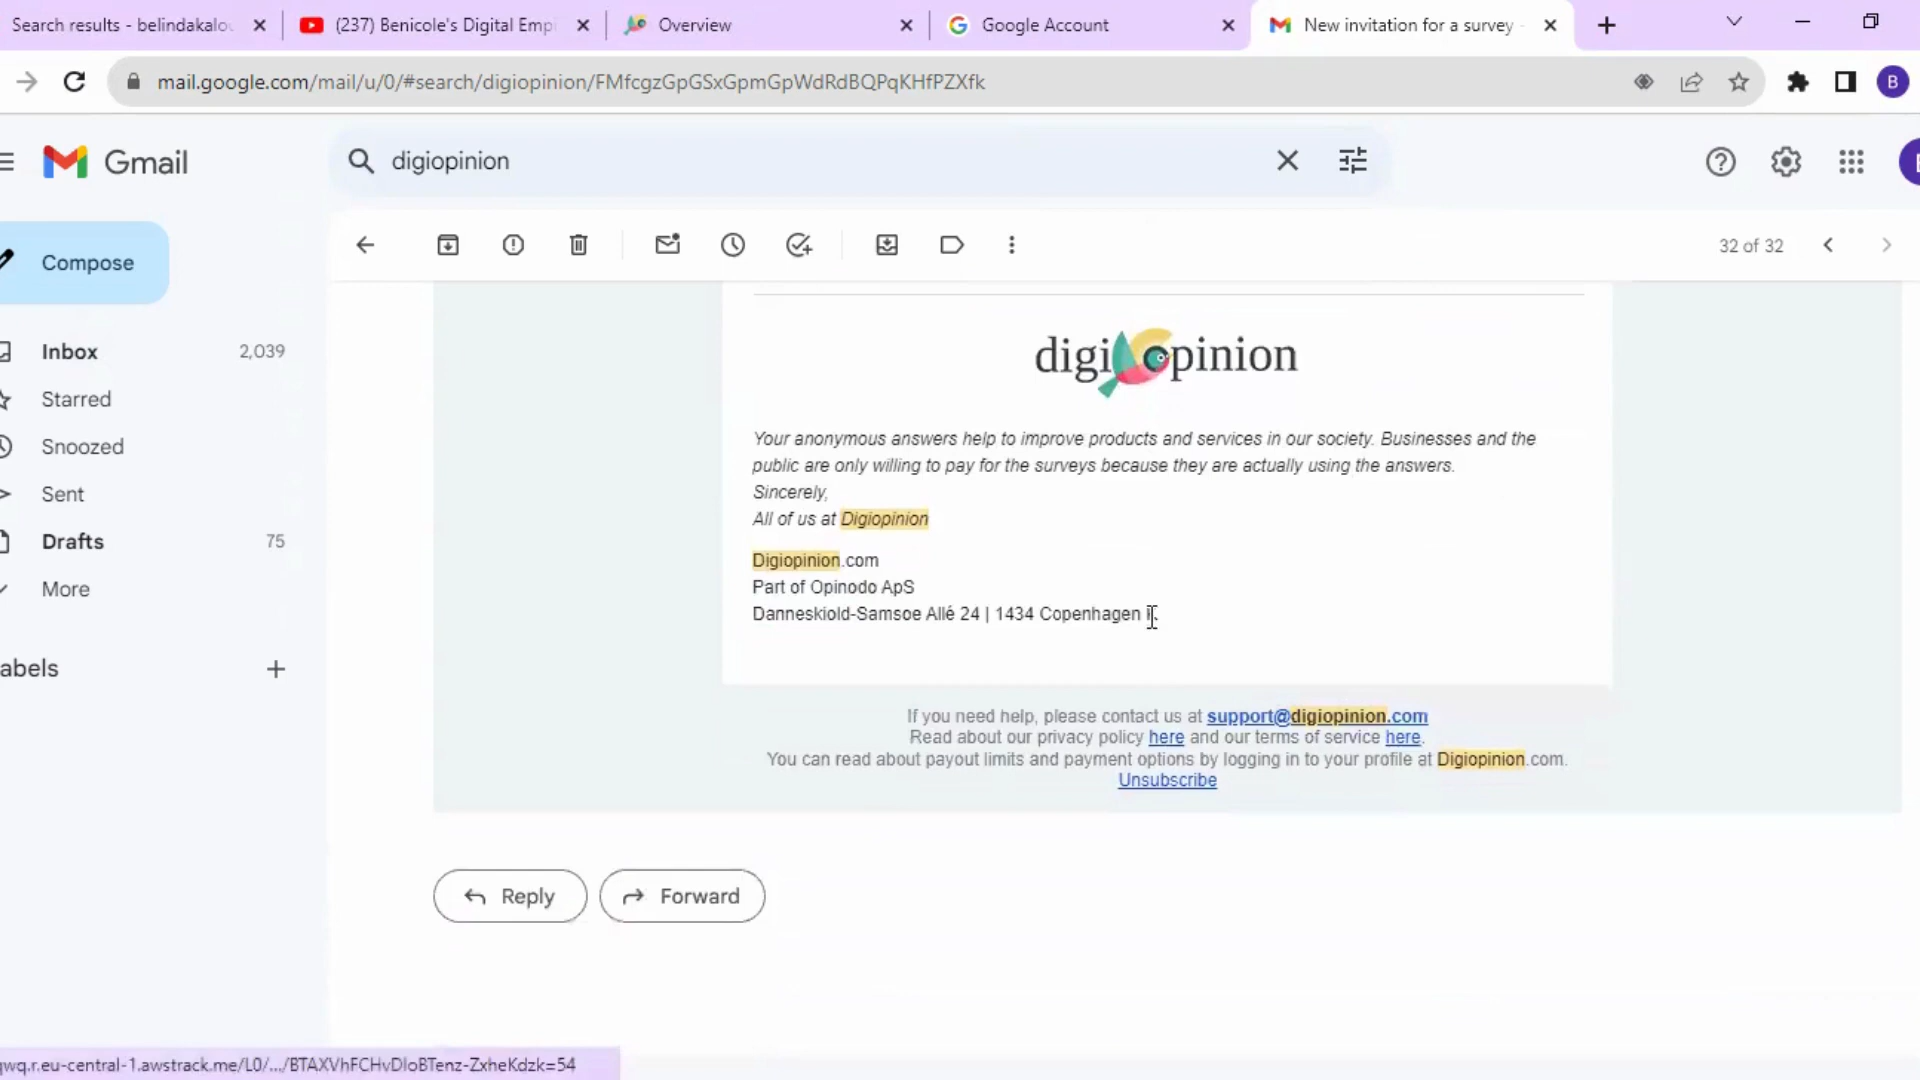 Search results - belindakalou
(237) Benicole's Digital Emp
Overview
Google Account
New invitation for a survey -
mail.google.com/mail/u/0/#search/digiopinion/FMfcgzGpGSxGpmGpWdRdBQPqKHfPZXfk
B
Gmail
digiopinion
Compose
32 of 32
Inbox 2,039
Starred
Snoozed
Sent
Drafts 75
More
abels
digiopinion
Your anonymous answers help to improve products and services in our society. Businesses and the
public are only willing to pay for the surveys because they are actually using the answers.
Sincerely,
All of us at Digiopinion
Digiopinion.com
Part of Opinodo ApS
Danneskiold-Samsoe Allé 24 | 1434 Copenhagen
If you need help, please contact us at support@digiopinion.com
Read about our privacy policy here and our terms of service here.
You can read about payout limits and payment options by logging in to your profile at Digiopinion.com.
Unsubscribe
Reply
Forward
qwq.r.eu-central-1.awstrack.me/L0/.../BTAXVhFCHvDIoBTenz-ZxheKdzk=54